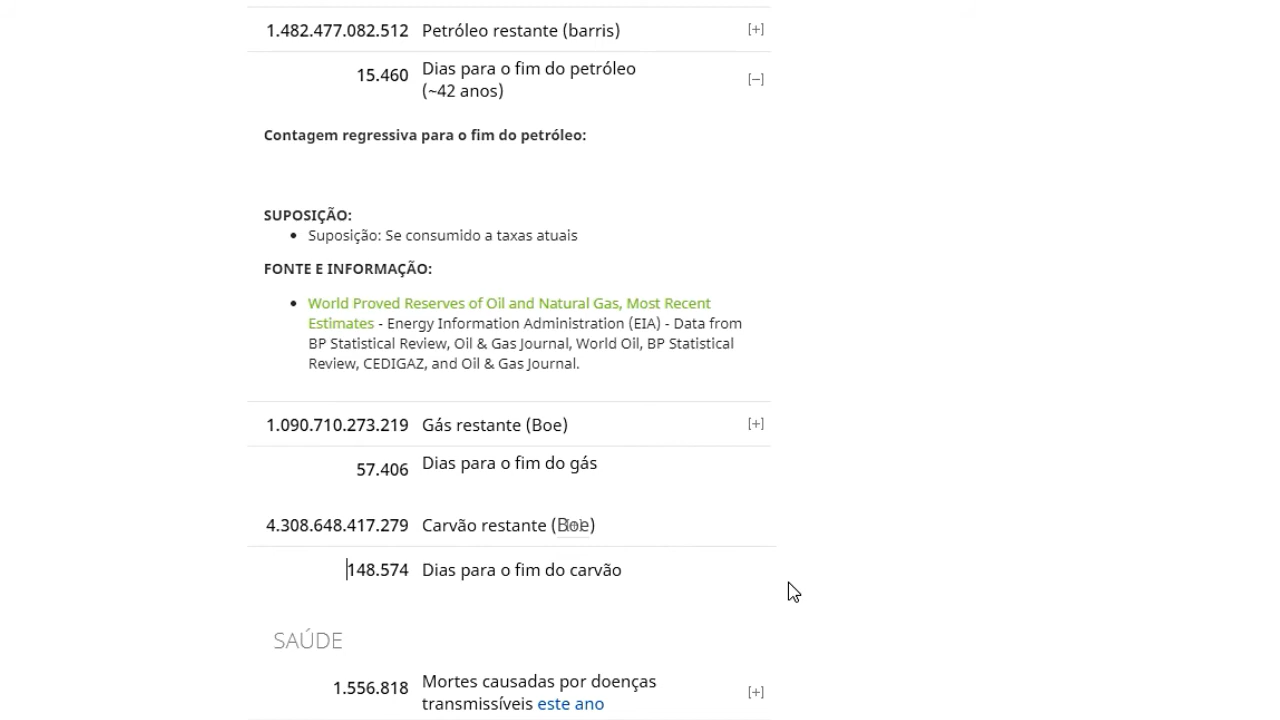 1.482.477.082.512 Petróleo restante (barris) [+]
15.460 Dias para o fim do petróleo
(~42 anos) [−]
Contagem regressiva para o fim do petróleo:
SUPOSIÇÃO:
• Suposição: Se consumido a taxas atuais
FONTE E INFORMAÇÃO:
• World Proved Reserves of Oil and Natural Gas, Most Recent
Estimates - Energy Information Administration (EIA) - Data from
BP Statistical Review, Oil & Gas Journal, World Oil, BP Statistical
Review, CEDIGAZ, and Oil & Gas Journal.
1.090.710.273.219 Gás restante (Boe) [+]
57.406 Dias para o fim do gás
4.308.648.417.279 Carvão restante (Boe)
148.574 Dias para o fim do carvão
SAÚDE
1.556.818 Mortes causadas por doenças
transmissíveis este ano [+]